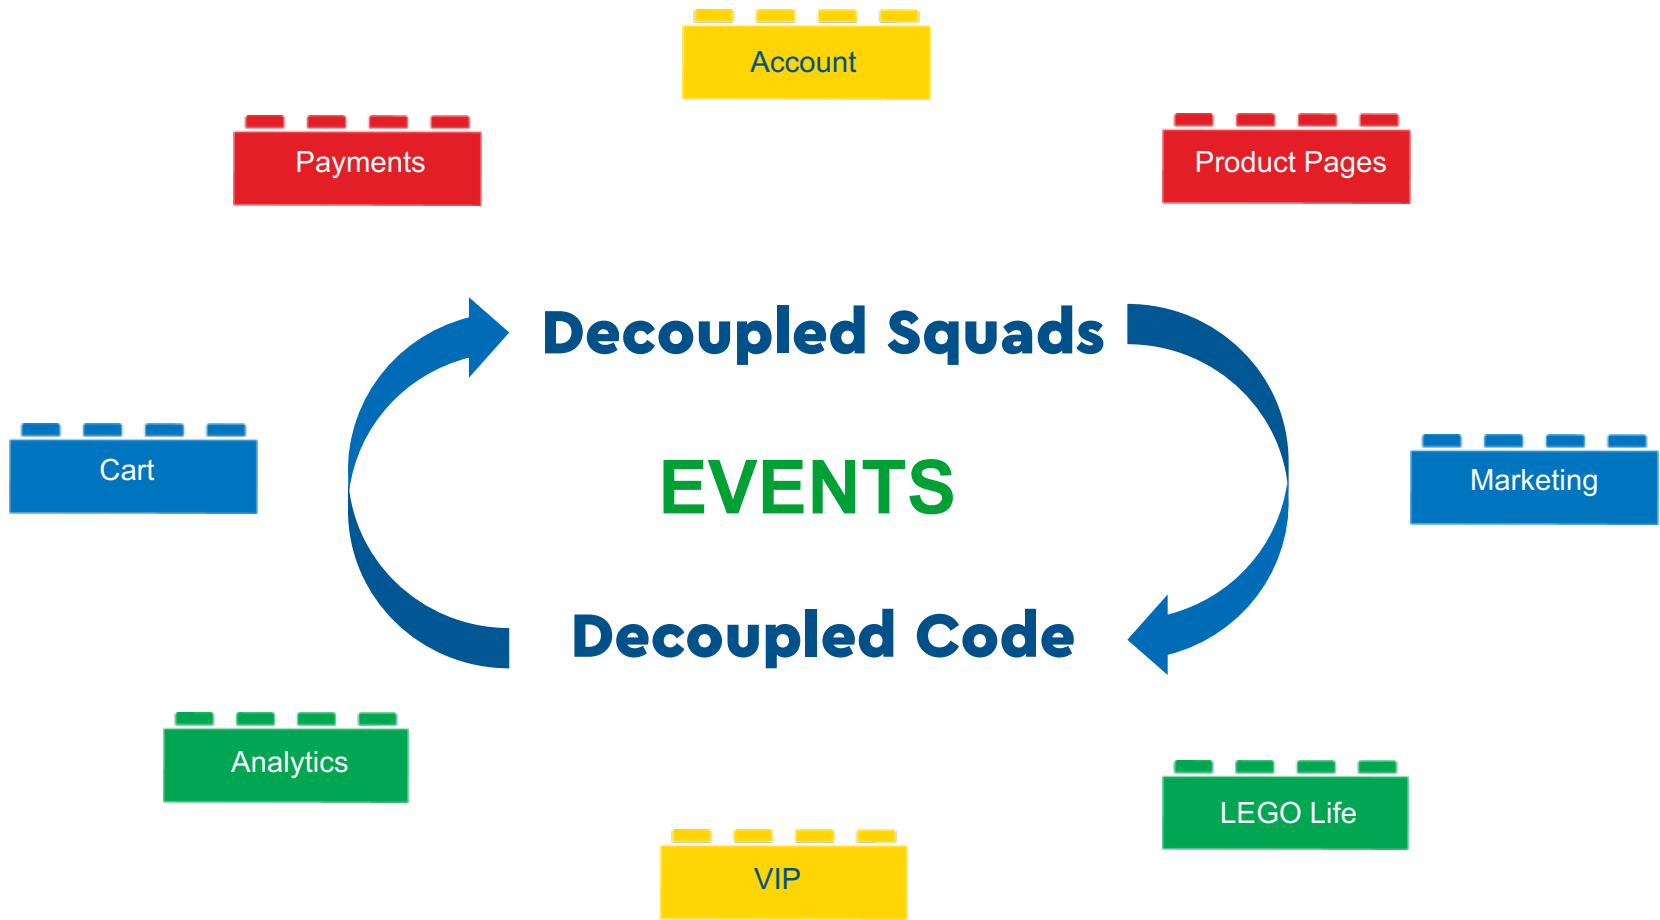 Account
Payments
Product Pages
Decoupled Squads
Cart
EVENTS
Marketing
Decoupled Code
Analytics
LEGO Life
VIP